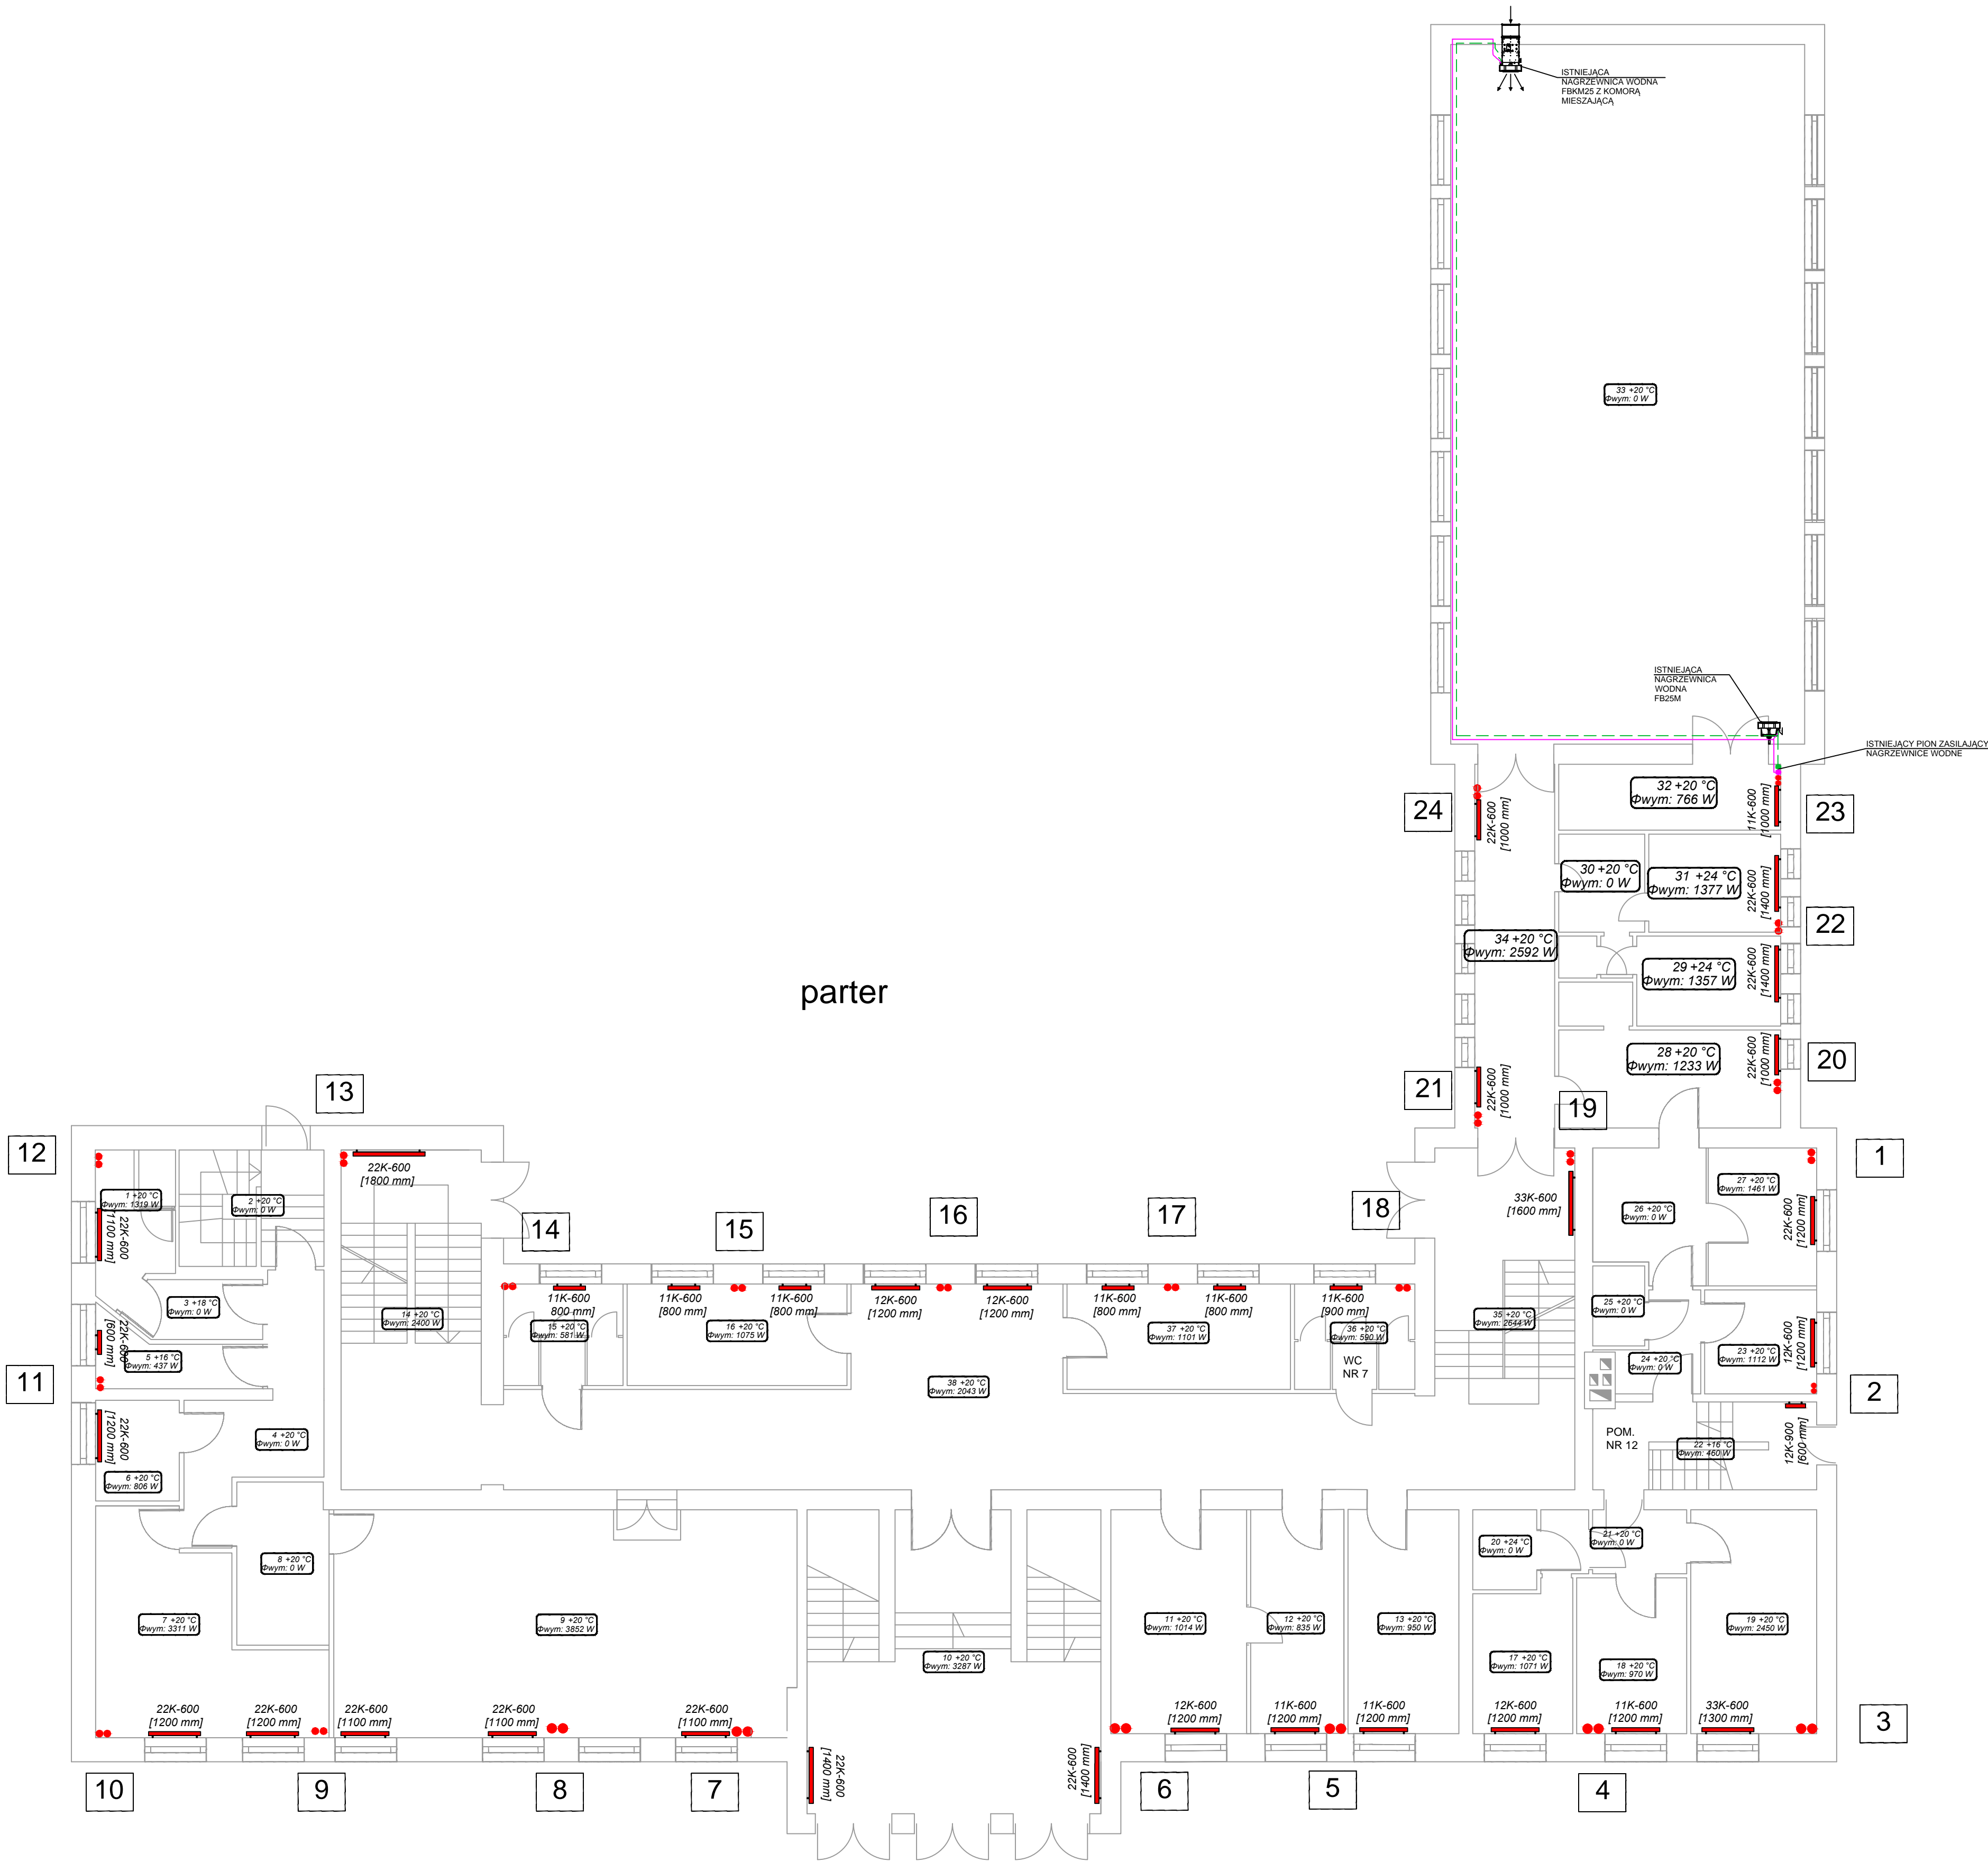 ISTNIEJĄCA
NAGRZEWNICA WODNA
FBKM25 Z KOMORĄ
MIESZAJĄCĄ
33 +20 °C
Φwym: 0 W
ISTNIEJĄCA
NAGRZEWNICA
WODNA
FB25M
ISTNIEJĄCY PION ZASILAJĄCY
NAGRZEWNICE WODNE
24
22K-600
[1000 mm]
32 +20 °C
Φwym: 766 W
11K-600
[1000 mm]
23
30 +20 °C
Φwym: 0 W
31 +24 °C
Φwym: 1377 W
22K-600
[1400 mm]
22
34 +20 °C
Φwym: 2592 W
29 +24 °C
Φwym: 1357 W
22K-600
[1400 mm]
parter
28 +20 °C
Φwym: 1233 W
22K-600
[1000 mm]
20
21
22K-600
[1000 mm]
19
13
12
22K-600
[1800 mm]
1
1 +20 °C
Φwym: 1319 W
2 +20 °C
Φwym: 0 W
22K-600
[1100 mm]
14
15
16
17
18
33K-600
[1600 mm]
26 +20 °C
Φwym: 0 W
27 +20 °C
Φwym: 1461 W
22K-600
[1200 mm]
3 +18 °C
Φwym: 0 W
14 +20 °C
Φwym: 2400 W
11K-600
800 mm]
11K-600
[800 mm]
11K-600
[800 mm]
12K-600
[1200 mm]
12K-600
[1200 mm]
11K-600
[800 mm]
11K-600
[800 mm]
11K-600
[900 mm]
35 +20 °C
Φwym: 2644 W
25 +20 °C
Φwym: 0 W
15 +20 °C
Φwym: 581 W
16 +20 °C
Φwym: 1075 W
37 +20 °C
Φwym: 1101 W
36 +20 °C
Φwym: 590 W
22K-600
[600 mm]
5 +16 °C
Φwym: 437 W
WC
NR 7
24 +20 °C
Φwym: 0 W
23 +20 °C
Φwym: 1112 W
12K-600
[1200 mm]
11
38 +20 °C
Φwym: 2043 W
2
22K-600
[1200 mm]
4 +20 °C
Φwym: 0 W
POM.
NR 12
22 +16 °C
Φwym: 460 W
12K-900
[600 mm]
6 +20 °C
Φwym: 806 W
8 +20 °C
Φwym: 0 W
20 +24 °C
Φwym: 0 W
21 +20 °C
Φwym: 0 W
7 +20 °C
Φwym: 3311 W
9 +20 °C
Φwym: 3852 W
11 +20 °C
Φwym: 1014 W
12 +20 °C
Φwym: 835 W
13 +20 °C
Φwym: 950 W
19 +20 °C
Φwym: 2450 W
10 +20 °C
Φwym: 3287 W
17 +20 °C
Φwym: 1071 W
18 +20 °C
Φwym: 970 W
22K-600
[1200 mm]
22K-600
[1200 mm]
22K-600
[1100 mm]
22K-600
[1100 mm]
22K-600
[1100 mm]
12K-600
[1200 mm]
11K-600
[1200 mm]
11K-600
[1200 mm]
12K-600
[1200 mm]
11K-600
[1200 mm]
33K-600
[1300 mm]
3
22K-600
[1400 mm]
22K-600
[1400 mm]
10
9
8
7
6
5
4